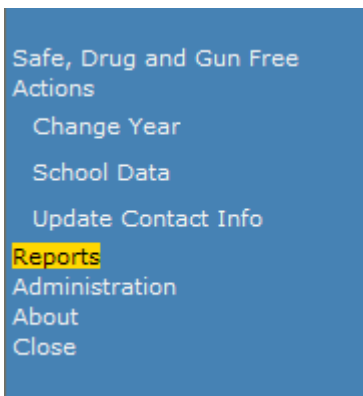 Safe, Drug and Gun Free
Actions
Change Year
School Data
Update Contact Info
Reports
Administration
About
Close